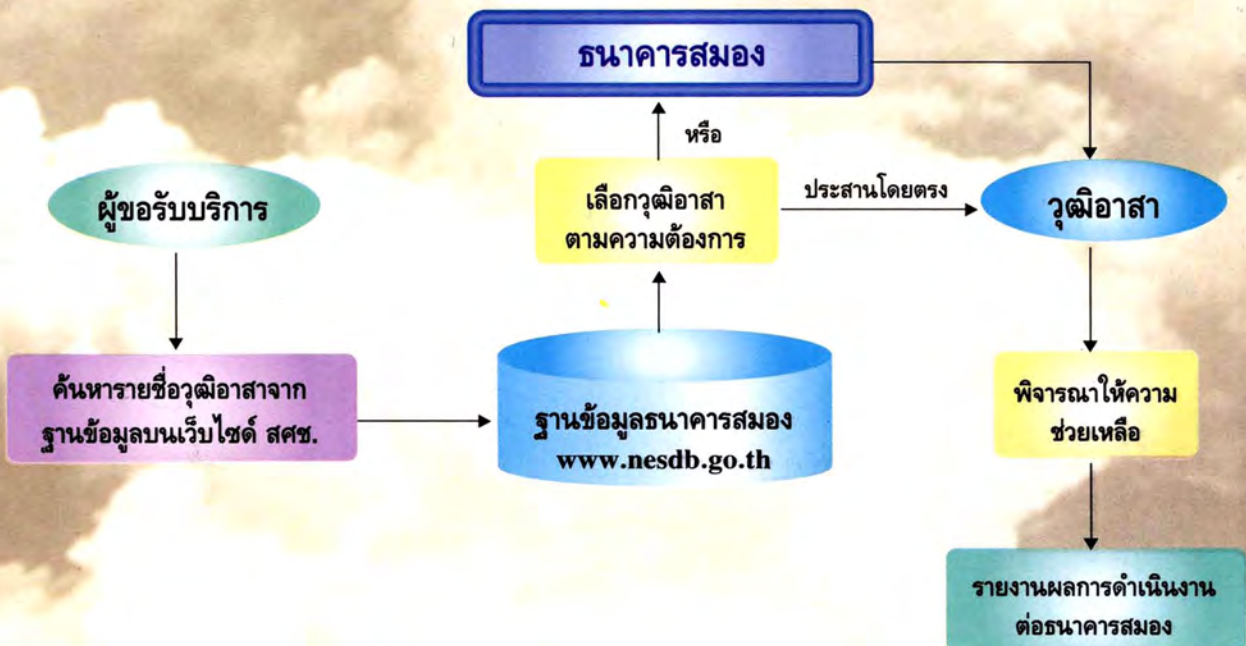 ธนาคารสมอง
หรือ
ผู้ขอรับบริการ
เลือกวุฒิอาสา
ตามความต้องการ
ประสานโดยตรง
วุฒิอาสา
ค้นหารายชื่อวุฒิอาสาจาก
ฐานข้อมูลบนเว็บไซด์ สศช.
ฐานข้อมูลธนาคารสมอง
www.nesdb.go.th
พิจารณาให้ความ
ช่วยเหลือ
รายงานผลการดำเนินงาน
ต่อธนาคารสมอง